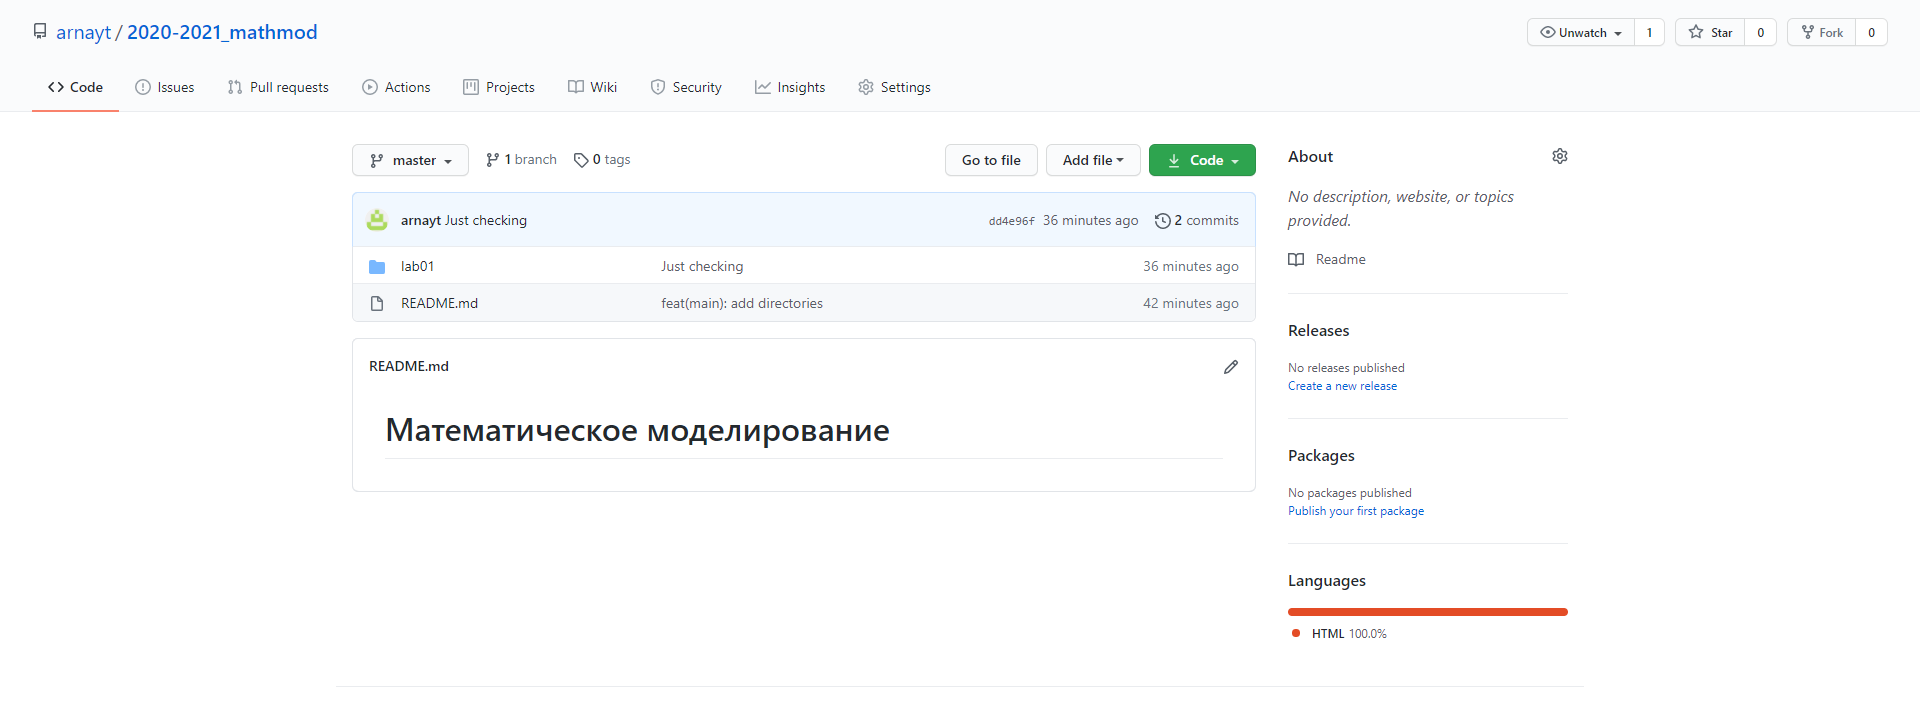 arnayt / 2020-2021_mathmod
Unwatch 1 Star 0 Fork 0
Code Issues Pull requests Actions Projects Wiki Security Insights Settings
master 1 branch 0 tags Go to file Add file Code
arnayt Just checking dd4e96f 36 minutes ago 2 commits
lab01 Just checking 36 minutes ago
README.md feat(main): add directories 42 minutes ago
README.md
Математическое моделирование
About
No description, website, or topics
provided.
Readme
Releases
No releases published
Create a new release
Packages
No packages published
Publish your first package
Languages
HTML 100.0%